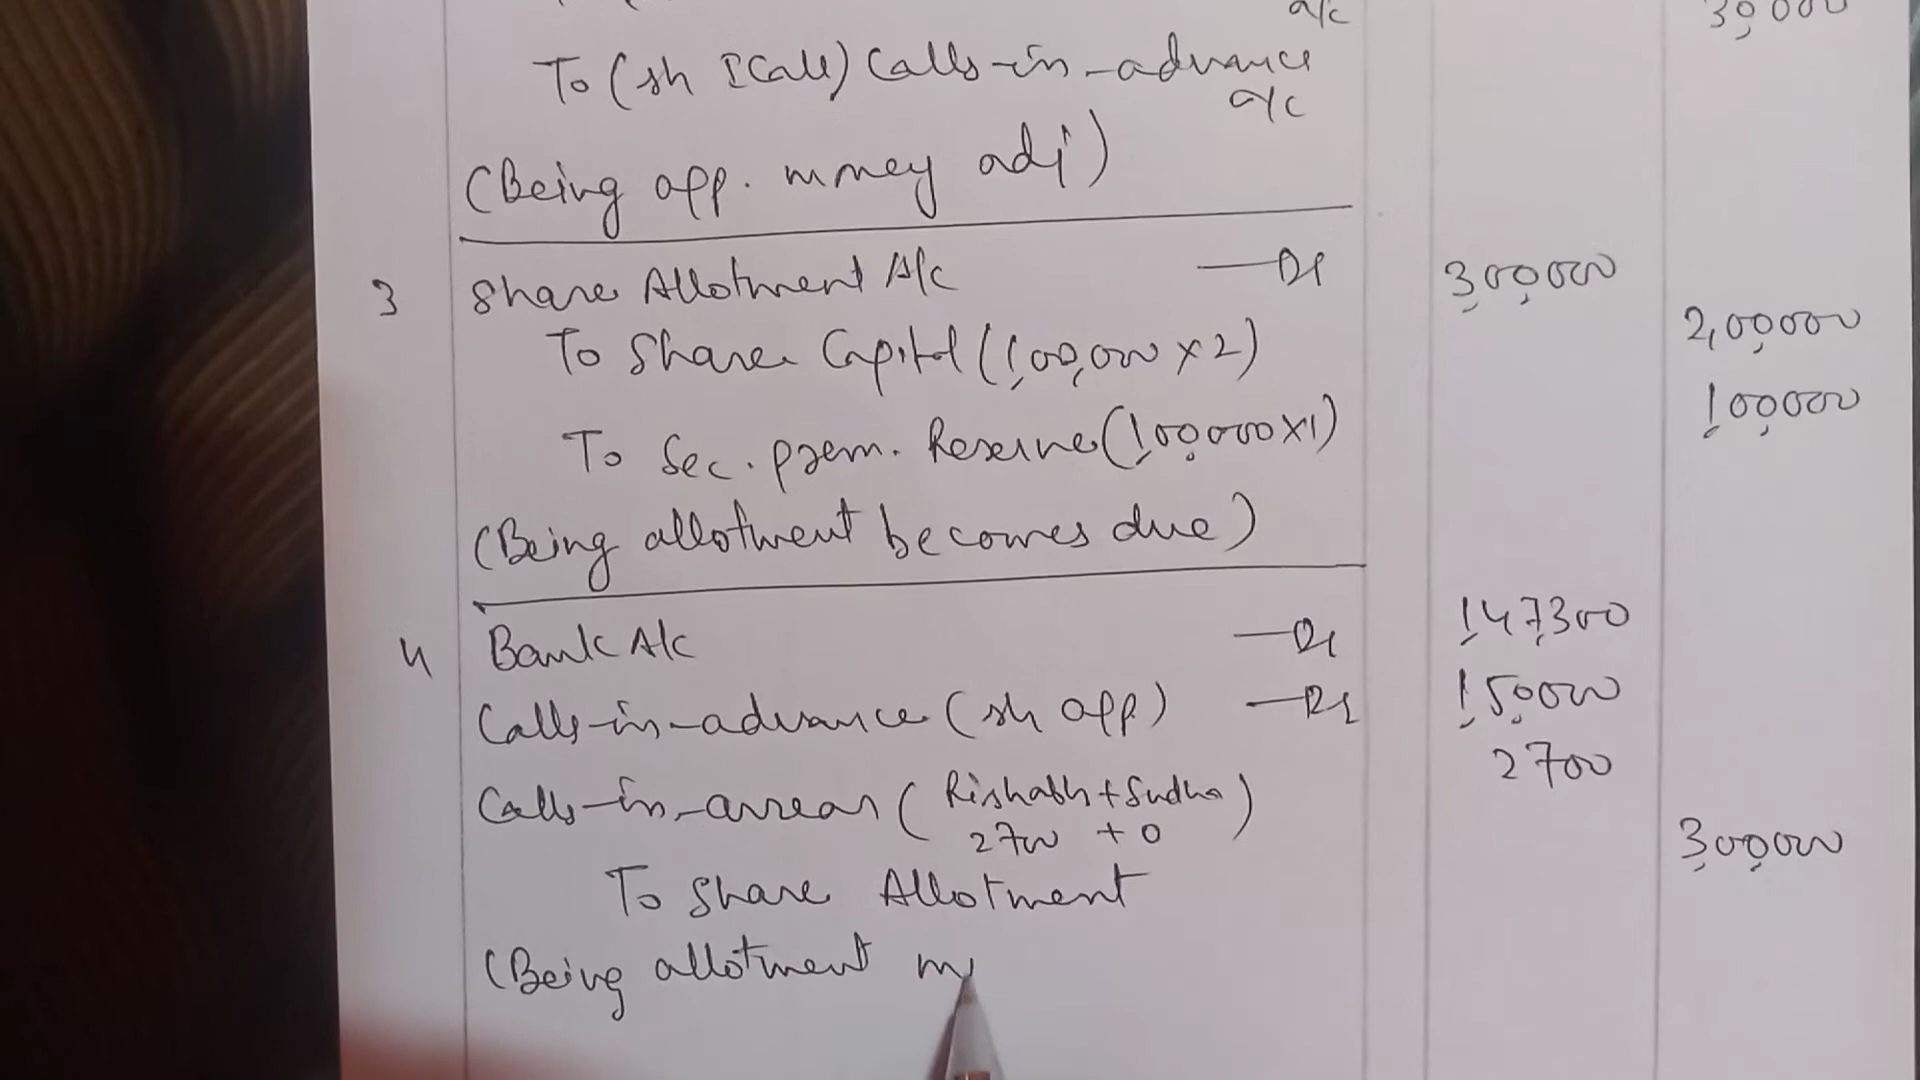 a/c 30,000
To (sh I Call) Calls-in-advance
a/c
(Being app. money adj)
3 Share Allotment A/c —Dr 300,000
To Share Capital (1,00,000 x 2) 2,00,000
To Sec. prem. Reserve (1,00,000 x 1) 1,00,000
(Being allotment becomes due)
4 Bank A/c —Dr 1,47,300
Calls-in-advance (sh app) —Dr 1,50,000
Calls-in-arrear (Rishabh + Sudha) 2700
2700 + 0
To Share Allotment 3,00,000
(Being allotment m